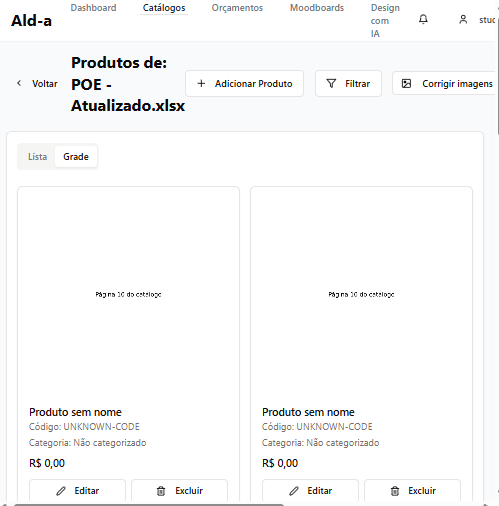 Ald-a
Dashboard
Catálogos
Orçamentos
Moodboards
Design
com
IA
Voltar
Produtos de:
POE -
Atualizado.xlsx
Adicionar Produto
Filtrar
Corrigir imagens
Lista
Grade
Página 10 do catálogo
Página 10 do catálogo
Produto sem nome
Código: UNKNOWN-CODE
Categoria: Não categorizado
R$ 0,00
Editar
Excluir
Produto sem nome
Código: UNKNOWN-CODE
Categoria: Não categorizado
R$ 0,00
Editar
Excluir